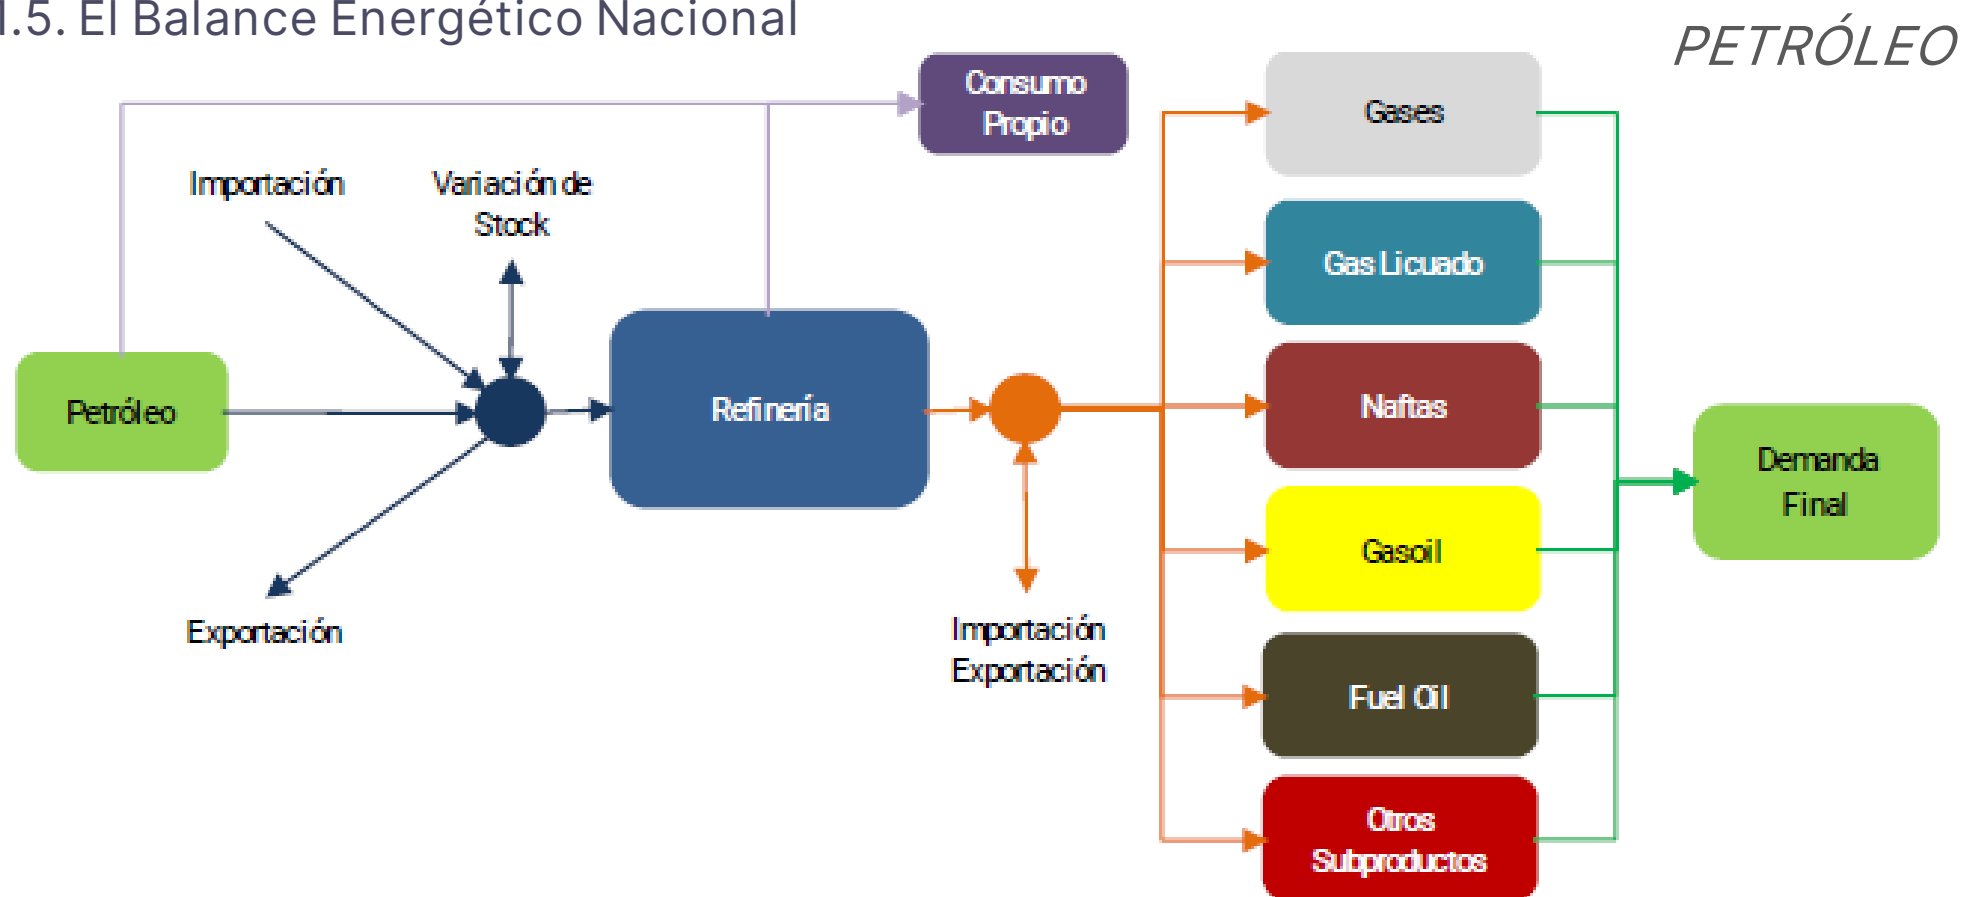 1.5. El Balance Energético Nacional
PETRÓLEO
Consumo
Propio
Gases
Importación
Variación de
Stock
Gas Licuado
Petróleo
Refinería
Naftas
Demanda
Final
Gasoil
Exportación
Importación
Exportación
Fuel Oil
Otros
Subproductos